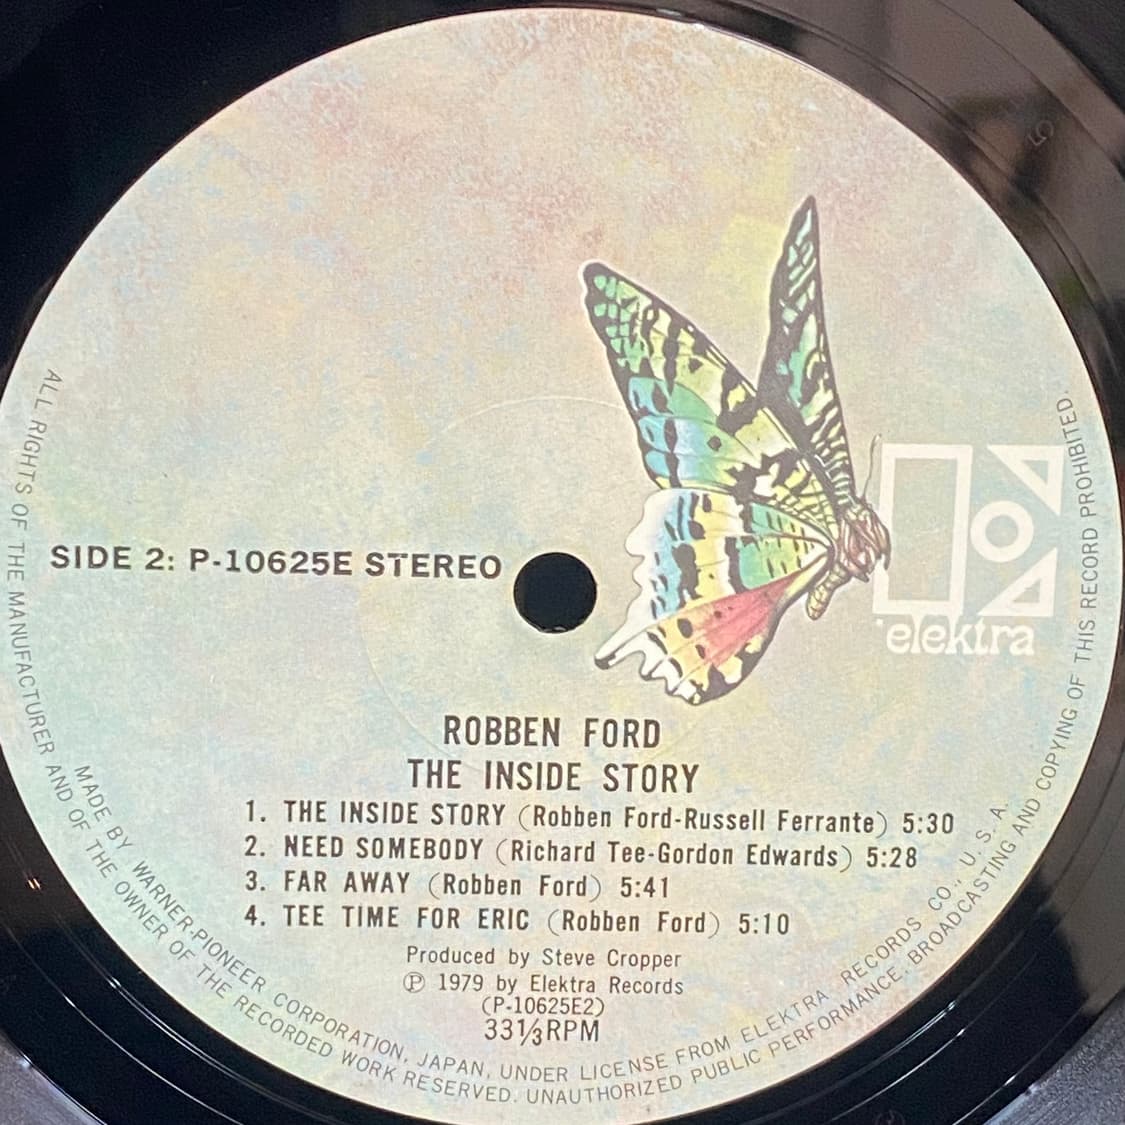 elektra
SIDE 2: P-10625E STEREO
ROBBEN FORD
THE INSIDE STORY
1. THE INSIDE STORY (Robben Ford-Russell Ferrante) 5:30
2. NEED SOMEBODY (Richard Tee-Gordon Edwards) 5:28
3. FAR AWAY (Robben Ford) 5:41
4. TEE TIME FOR ERIC (Robben Ford) 5:10
Produced by Steve Cropper
Ⓟ 1979 by Elektra Records
(P-10625E2)
33⅓RPM
MADE BY WARNER-PIONEER CORPORATION, JAPAN, UNDER LICENSE FROM ELEKTRA RECORDS CO., U. S. A.
ALL RIGHTS OF THE MANUFACTURER AND OF THE OWNER OF THE RECORDED WORK RESERVED. UNAUTHORIZED PUBLIC PERFORMANCE, BROADCASTING AND COPYING OF THIS RECORD PROHIBITED.